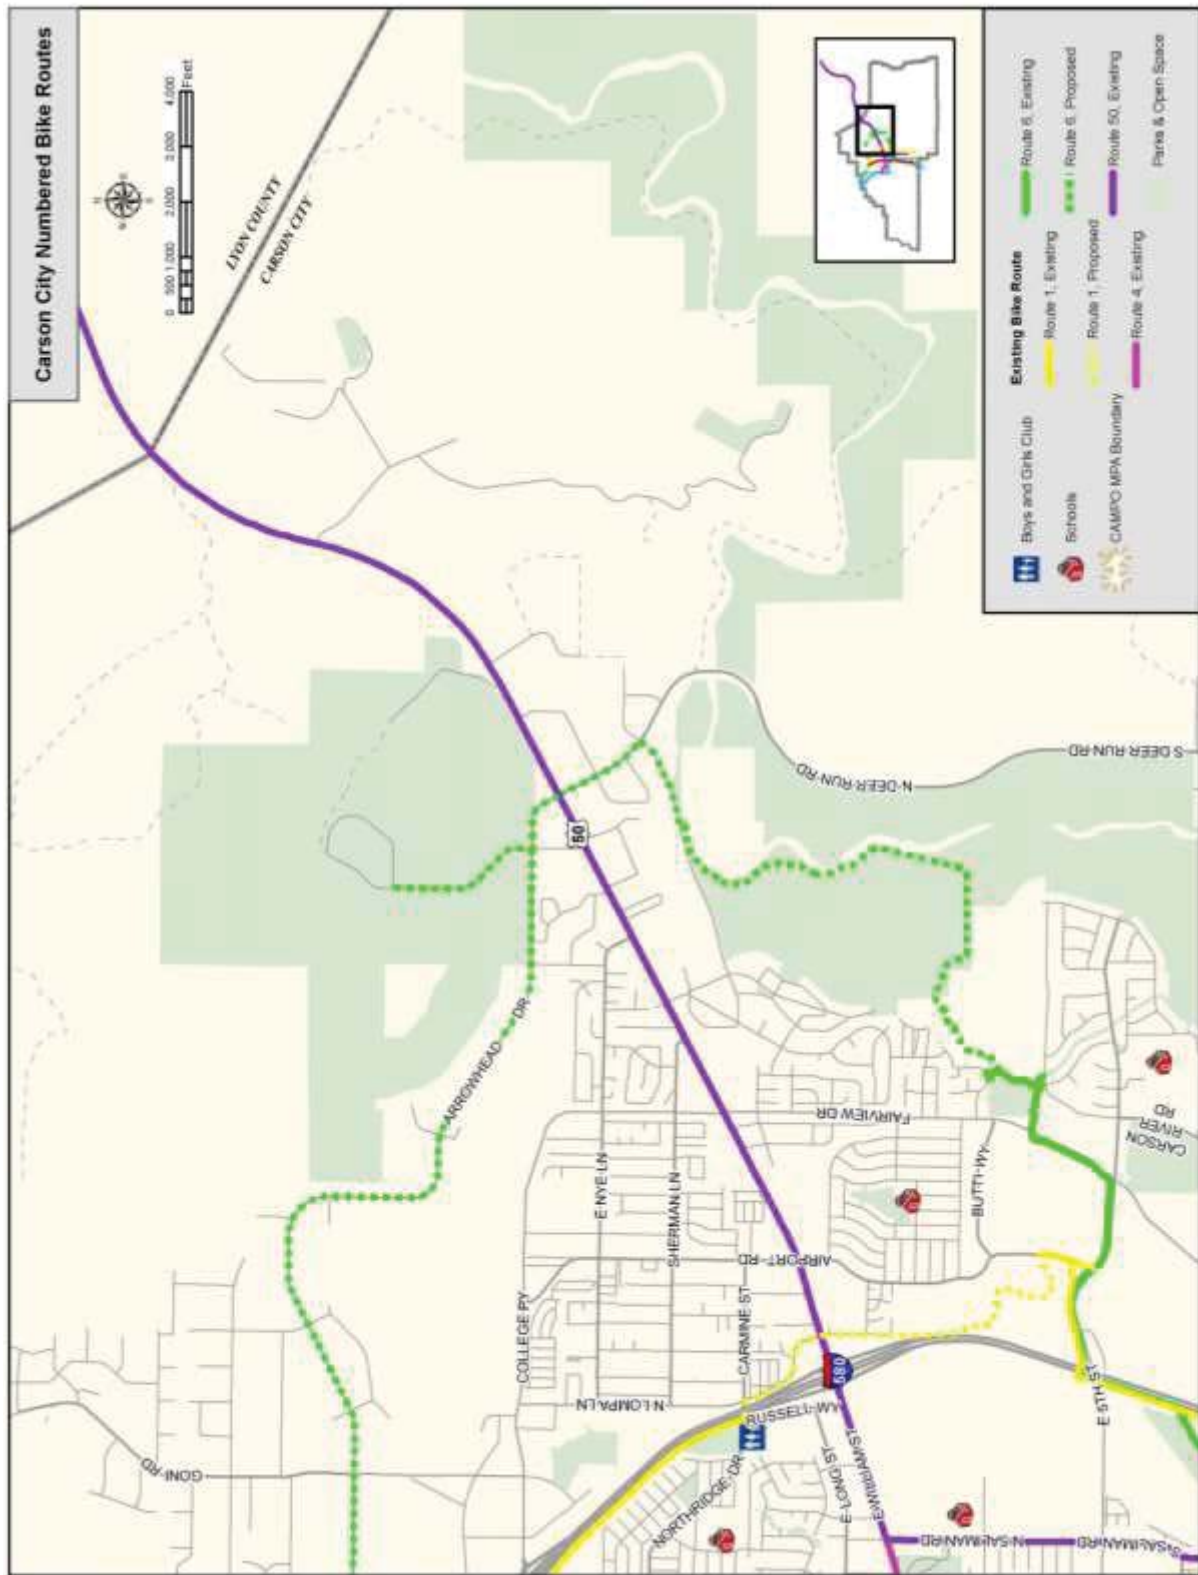 Carson City Numbered Bike Routes
0 500 1,000 2,000 3,000 4,000
Feet
N
LYON COUNTY
CARSON CITY
50
ARROWHEAD DR
GONI RD
COLLEGE PY
E NYE LN
SHERMAN LN
CARMINE ST
N LOMPA LN
AIRPORT RD
FAIRVIEW DR
BUTTI WY
N DEER RUN RD
S DEER RUN RD
CARSON
RIVER
RD
RUSSELL WY
580
NORTHRIDGE DR
E LONG ST
E WILLIAM ST
E 5TH ST
N SALIMAN RD
S SALIMAN RD
Boys and Girls Club
Schools
CAMPO MPA Boundary
Existing Bike Route
Route 1, Existing
Route 1, Proposed
Route 4, Existing
Route 6, Existing
Route 6, Proposed
Route 50, Existing
Parks & Open Space